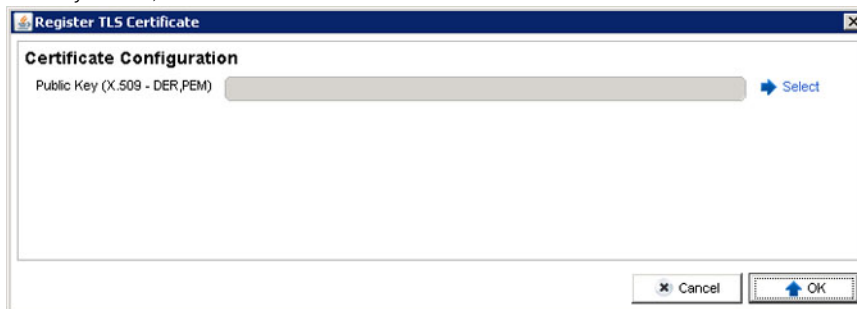 Register TLS Certificate
Certificate Configuration
Public Key (X.509 - DER,PEM)
Select
Cancel
OK